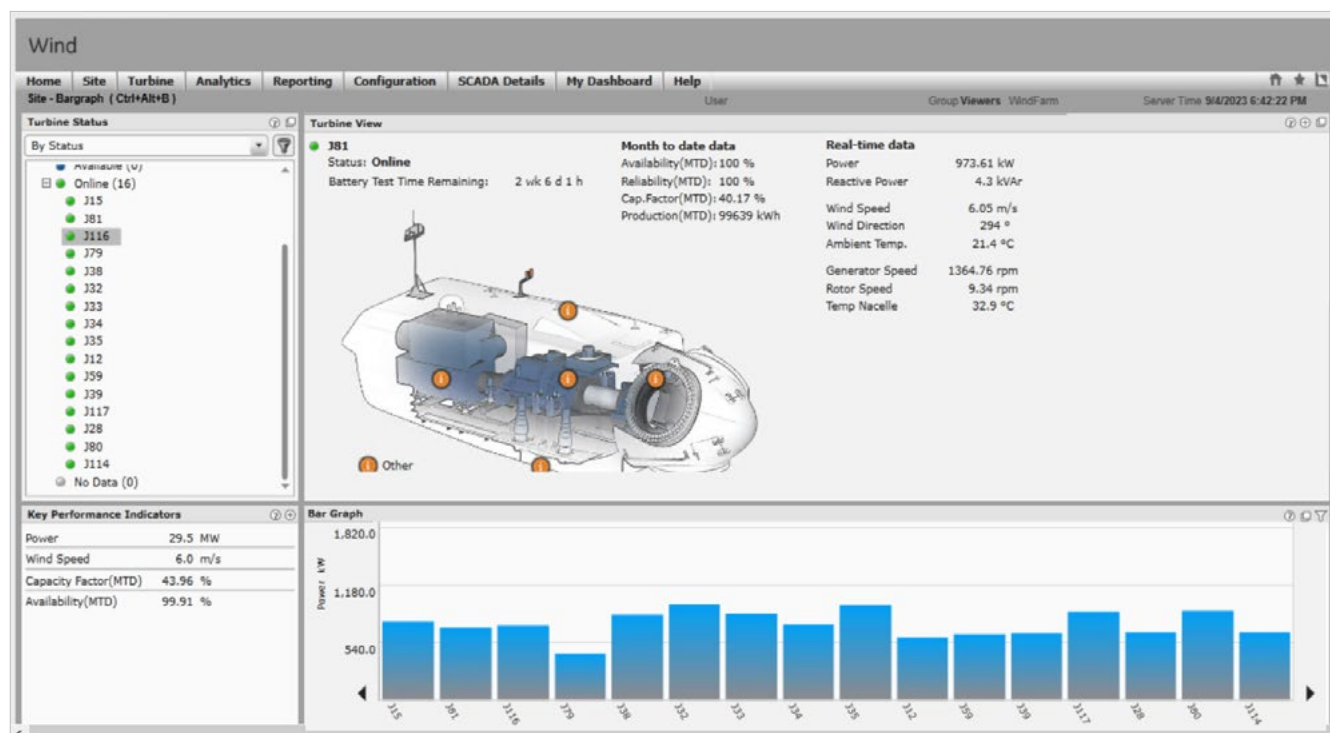 Wind
Home Site Turbine Analytics Reporting Configuration SCADA Details My Dashboard Help
Site - Bargraph ( Ctrl+Alt+B ) User Group Viewers WindFarm Server Time 9/4/2023 6:42:22 PM
Turbine Status
By Status
Available (0)
Online (16)
J15
J81
J116
J79
J38
J32
J33
J34
J35
J12
J59
J39
J117
J28
J80
J114
No Data (0)
Turbine View
J81
Status: Online
Battery Test Time Remaining: 2 wk 6 d 1 h
Month to date data
Availability(MTD): 100 %
Reliability(MTD): 100 %
Cap.Factor(MTD): 40.17 %
Production(MTD): 99639 kWh
Real-time data
Power 973.61 kW
Reactive Power 4.3 kVAr
Wind Speed 6.05 m/s
Wind Direction 294 °
Ambient Temp. 21.4 °C
Generator Speed 1364.76 rpm
Rotor Speed 9.34 rpm
Temp Nacelle 32.9 °C
Other
Key Performance Indicators
Power 29.5 MW
Wind Speed 6.0 m/s
Capacity Factor(MTD) 43.96 %
Availability(MTD) 99.91 %
Bar Graph
Power kW
1,820.0
1,180.0
540.0
J15 J81 J116 J79 J38 J32 J33 J34 J35 J12 J59 J39 J117 J28 J80 J114